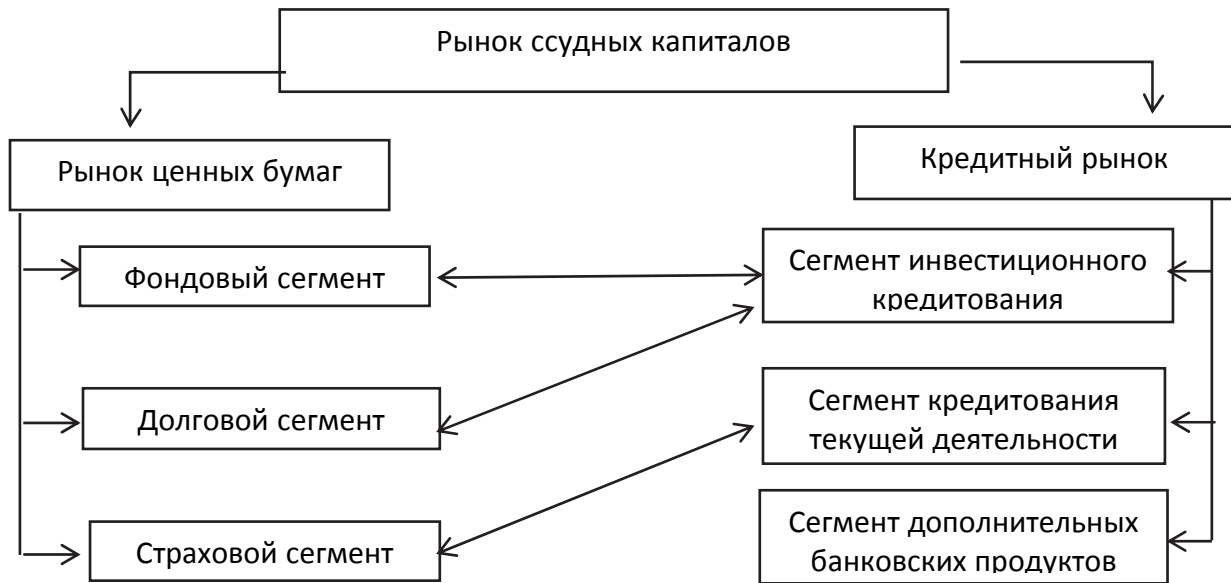 Рынок ссудных капиталов
Рынок ценных бумаг
Кредитный рынок
Фондовый сегмент
Сегмент инвестиционного
кредитования
Долговой сегмент
Сегмент кредитования
текущей деятельности
Страховой сегмент
Сегмент дополнительных
банковских продуктов